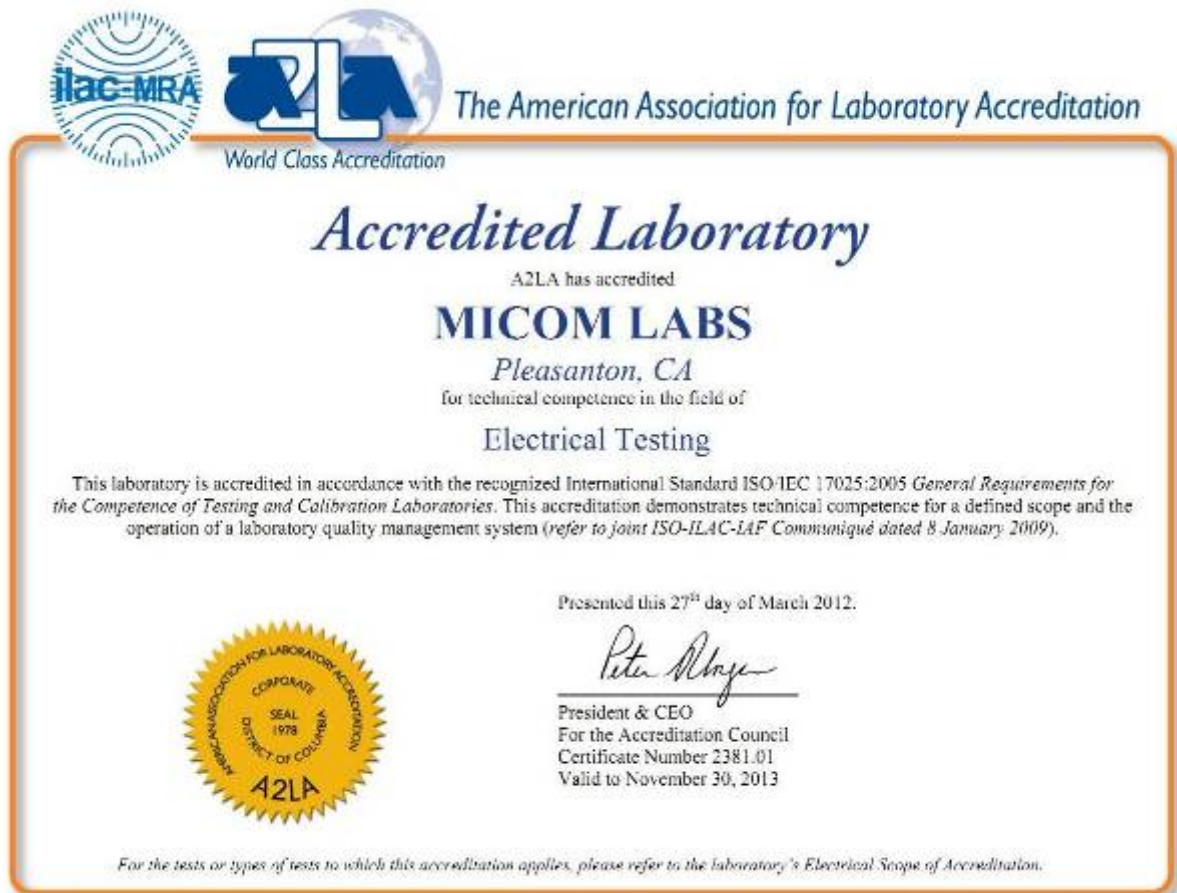 ilac-MRA
A2LA
The American Association for Laboratory Accreditation
World Class Accreditation
Accredited Laboratory
A2LA has accredited
MICOM LABS
Pleasanton, CA
for technical competence in the field of
Electrical Testing
This laboratory is accredited in accordance with the recognized International Standard ISO/IEC 17025:2005 General Requirements for
the Competence of Testing and Calibration Laboratories. This accreditation demonstrates technical competence for a defined scope and the
operation of a laboratory quality management system (refer to joint ISO-ILAC-IAF Communiqué dated 8 January 2009).
Presented this 27th day of March 2012.
Peter
President & CEO
For the Accreditation Council
Certificate Number 2381.01
Valid to November 30, 2013
AMERICAN ASSOCIATION FOR LABORATORY ACCREDITATION
CORPORATE
SEAL
1978
DISTRICT OF COLUMBIA
A2LA
For the tests or types of tests to which this accreditation applies, please refer to the laboratory's Electrical Scope of Accreditation.